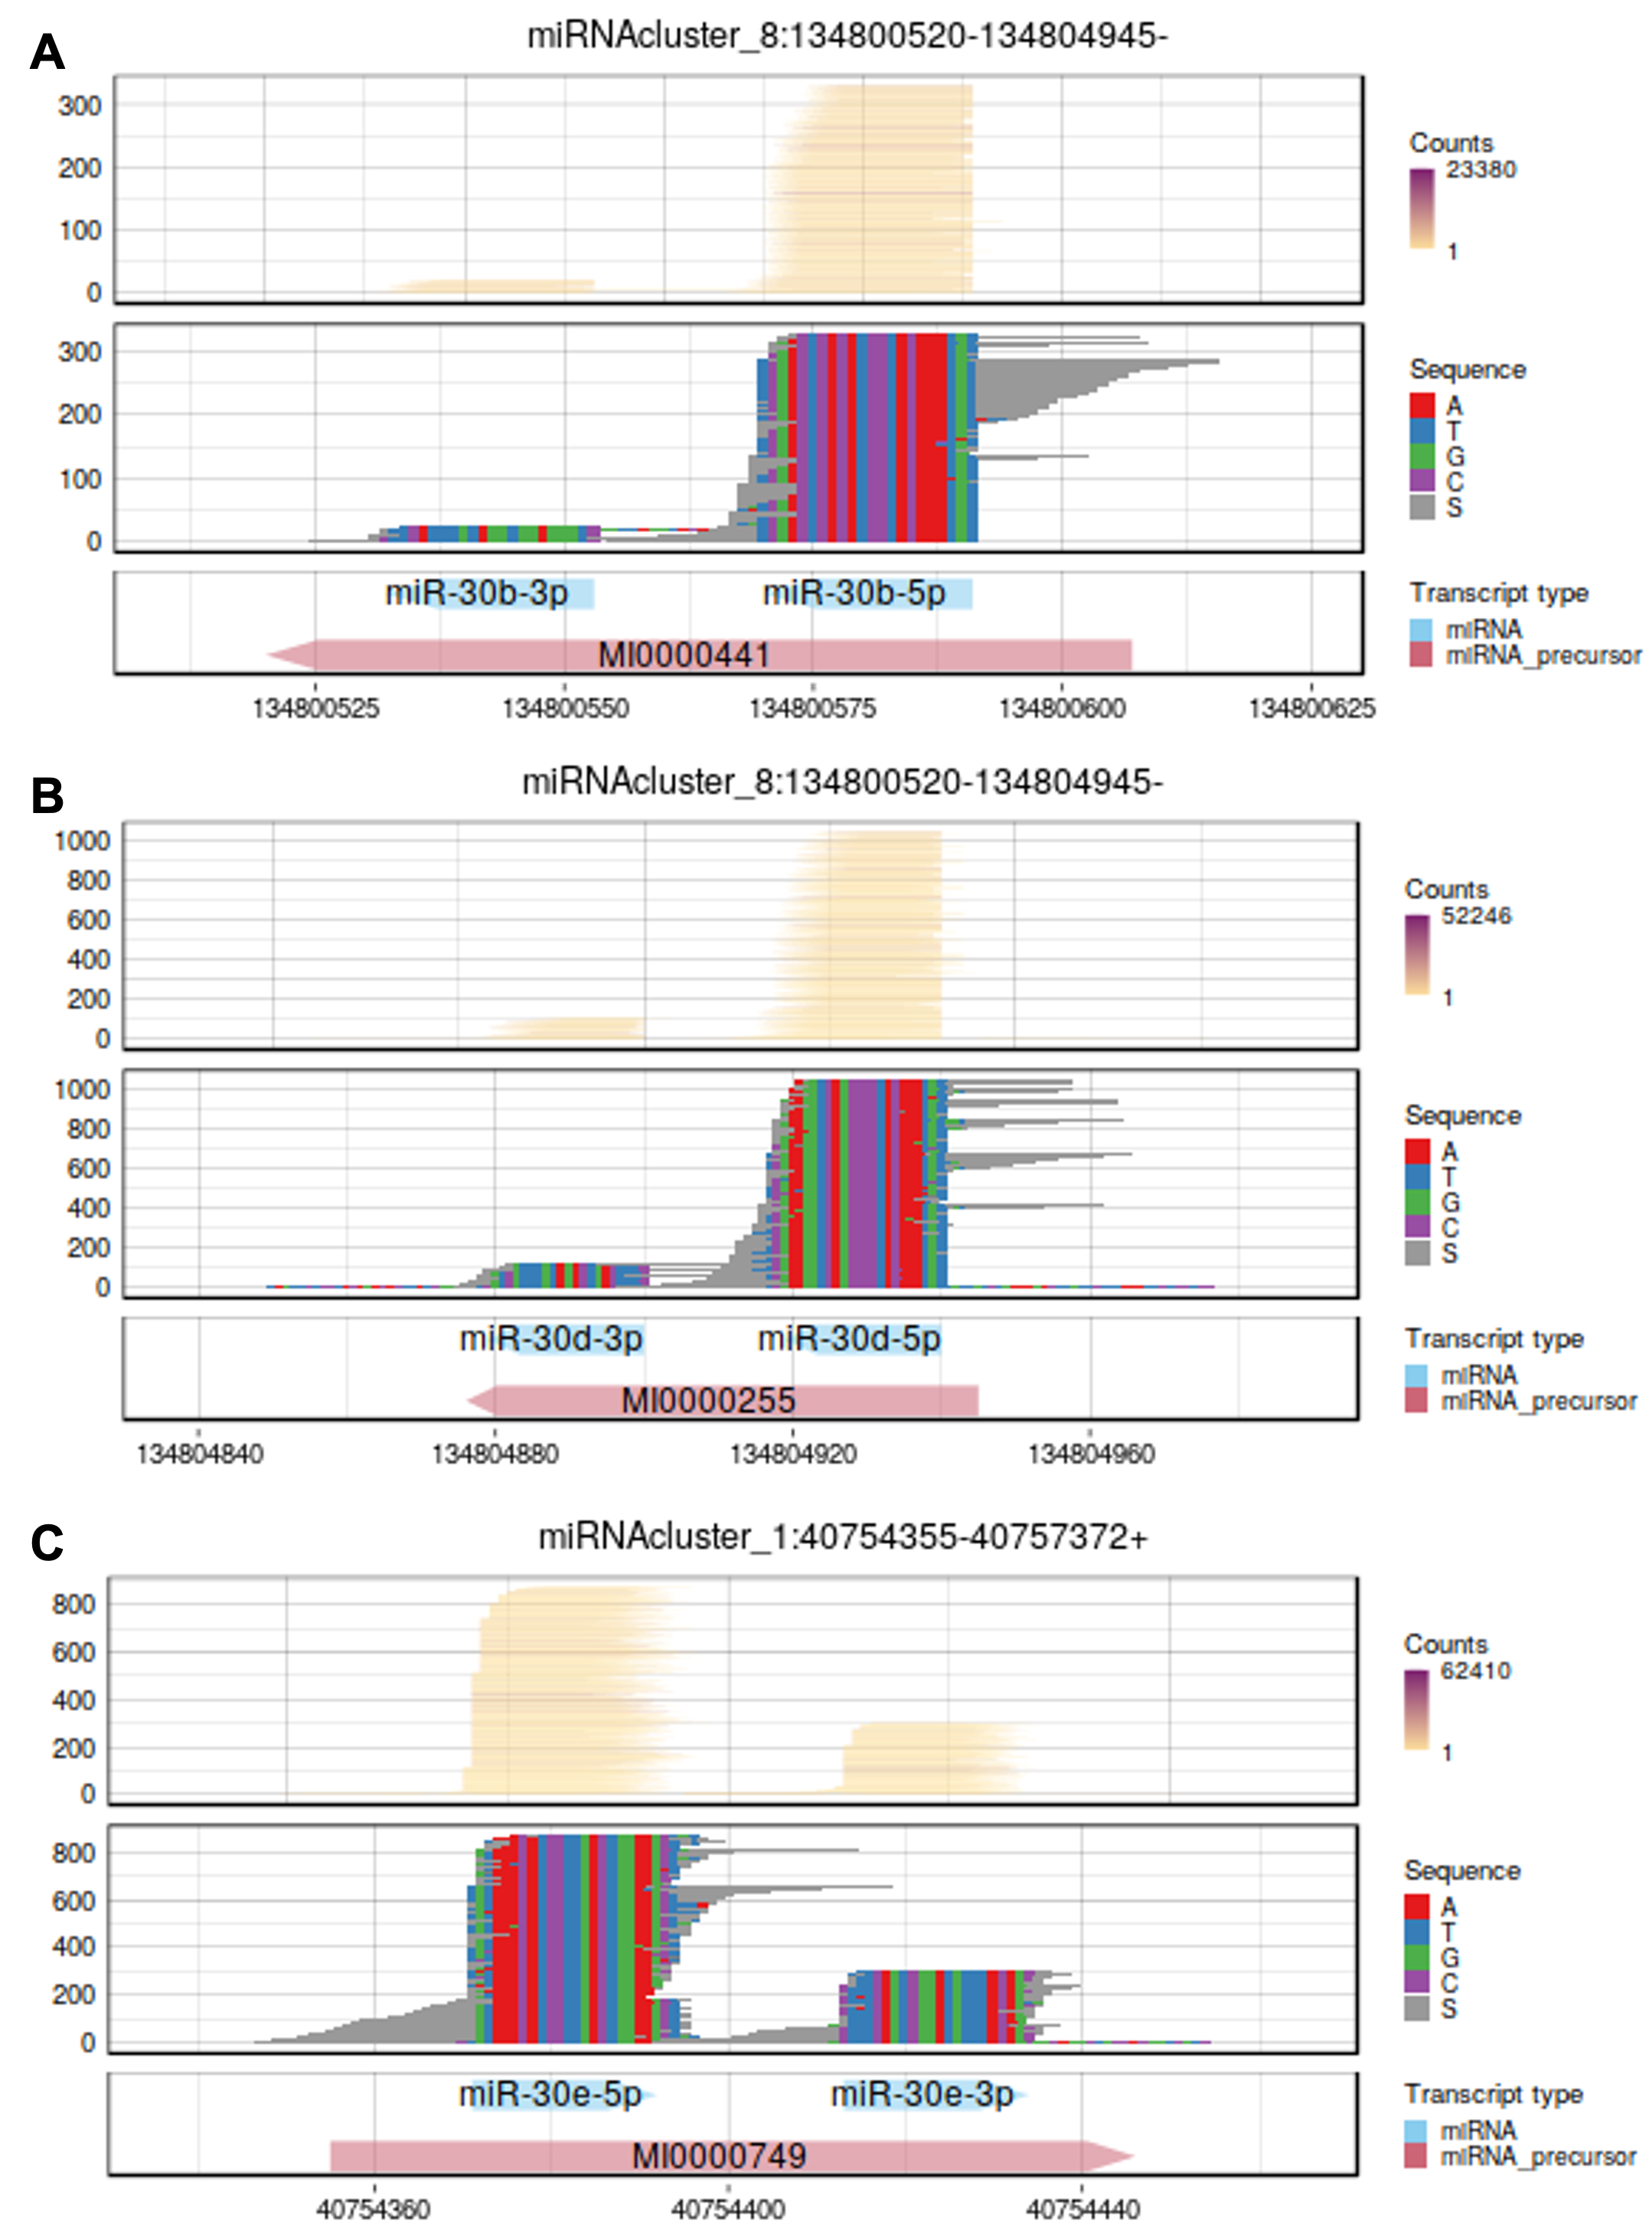 A
miRNAcluster_8:134800520-134804945-
300
200
100
0
Counts
23380
1
300
200
100
0
Sequence
A
T
G
C
S
miR-30b-3p miR-30b-5p
MI0000441
Transcript type
miRNA
miRNA_precursor
134800525 134800550 134800575 134800600 134800625
B
miRNAcluster_8:134800520-134804945-
1000
800
600
400
200
0
Counts
52246
1
1000
800
600
400
200
0
Sequence
A
T
G
C
S
miR-30d-3p miR-30d-5p
MI0000255
Transcript type
miRNA
miRNA_precursor
134804840 134804880 134804920 134804960
C
miRNAcluster_1:40754355-40757372+
800
600
400
200
0
Counts
62410
1
800
600
400
200
0
Sequence
A
T
G
C
S
miR-30e-5p miR-30e-3p
MI0000749
Transcript type
miRNA
miRNA_precursor
40754360 40754400 40754440